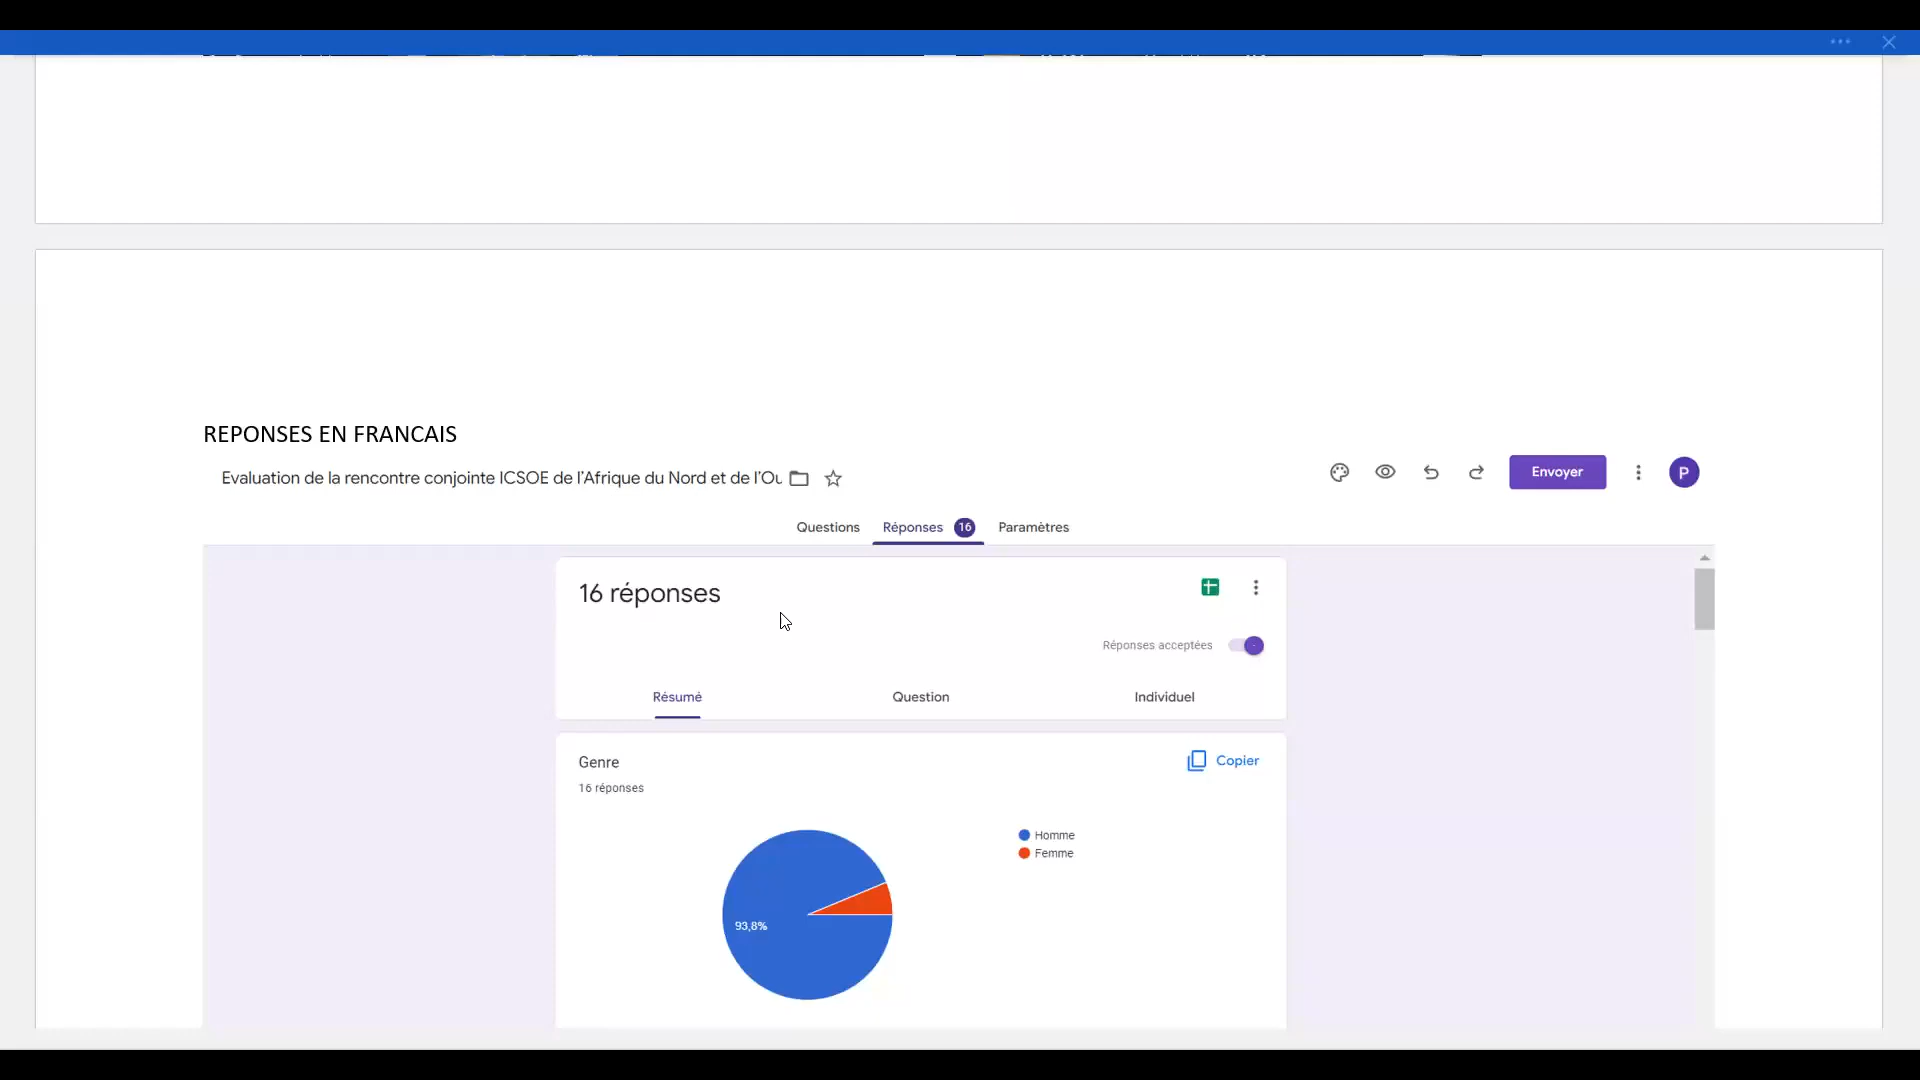 REPONSES EN FRANCAIS
Evaluation de la rencontre conjointe ICSOE de l'Afrique du Nord et de l'Ou
Envoyer
P
Questions
Réponses 16
Paramètres
16 réponses
Réponses acceptées
Résumé
Question
Individuel
Genre
Copier
16 réponses
Homme
Femme
93,8%